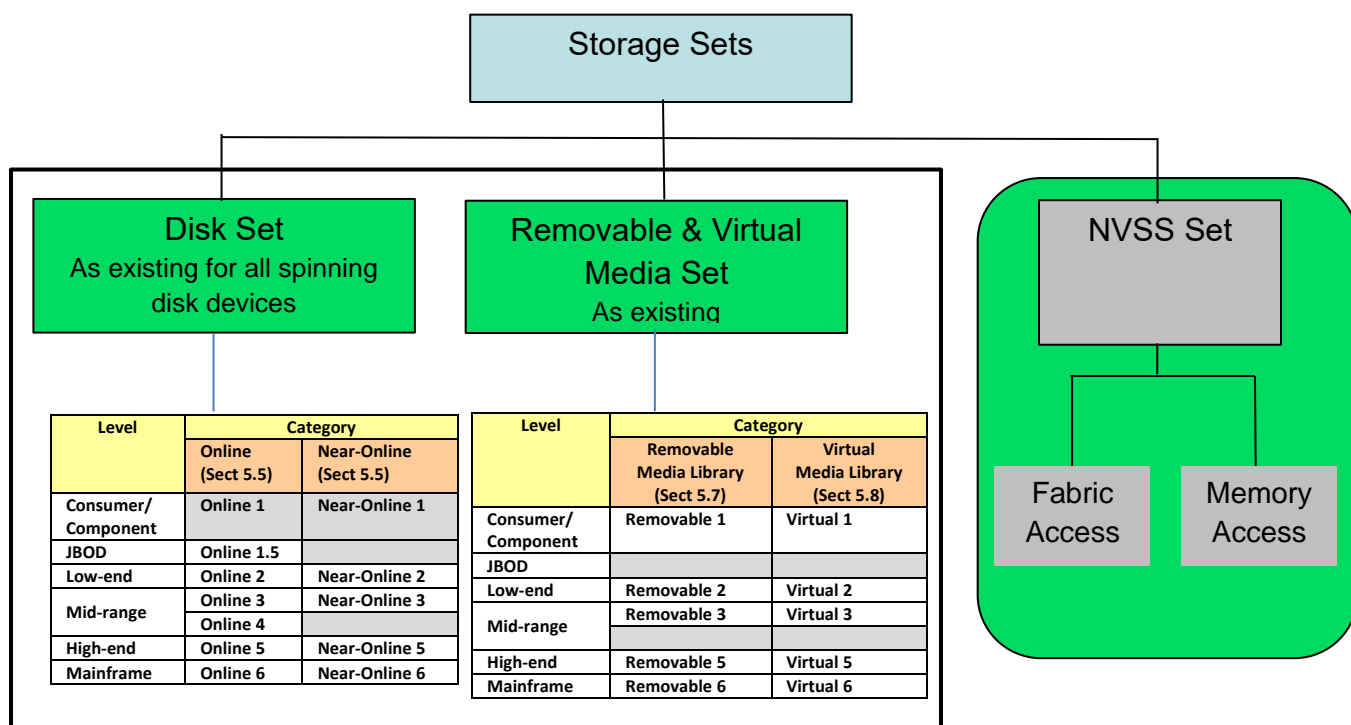 Storage Sets
Disk Set
As existing for all spinning
disk devices
Removable & Virtual
Media Set
As existing
NVSS Set
Fabric
Access
Memory
Access
Level
Category
Online
(Sect 5.5)
Near-Online
(Sect 5.5)
Consumer/
Component
Online 1
Near-Online 1
JBOD
Online 1.5
Low-end
Online 2
Near-Online 2
Mid-range
Online 3
Near-Online 3
Online 4
High-end
Online 5
Near-Online 5
Mainframe
Online 6
Near-Online 6
Level
Category
Removable
Media Library
(Sect 5.7)
Virtual
Media Library
(Sect 5.8)
Consumer/
Component
Removable 1
Virtual 1
JBOD
Low-end
Removable 2
Virtual 2
Mid-range
Removable 3
Virtual 3
High-end
Removable 5
Virtual 5
Mainframe
Removable 6
Virtual 6